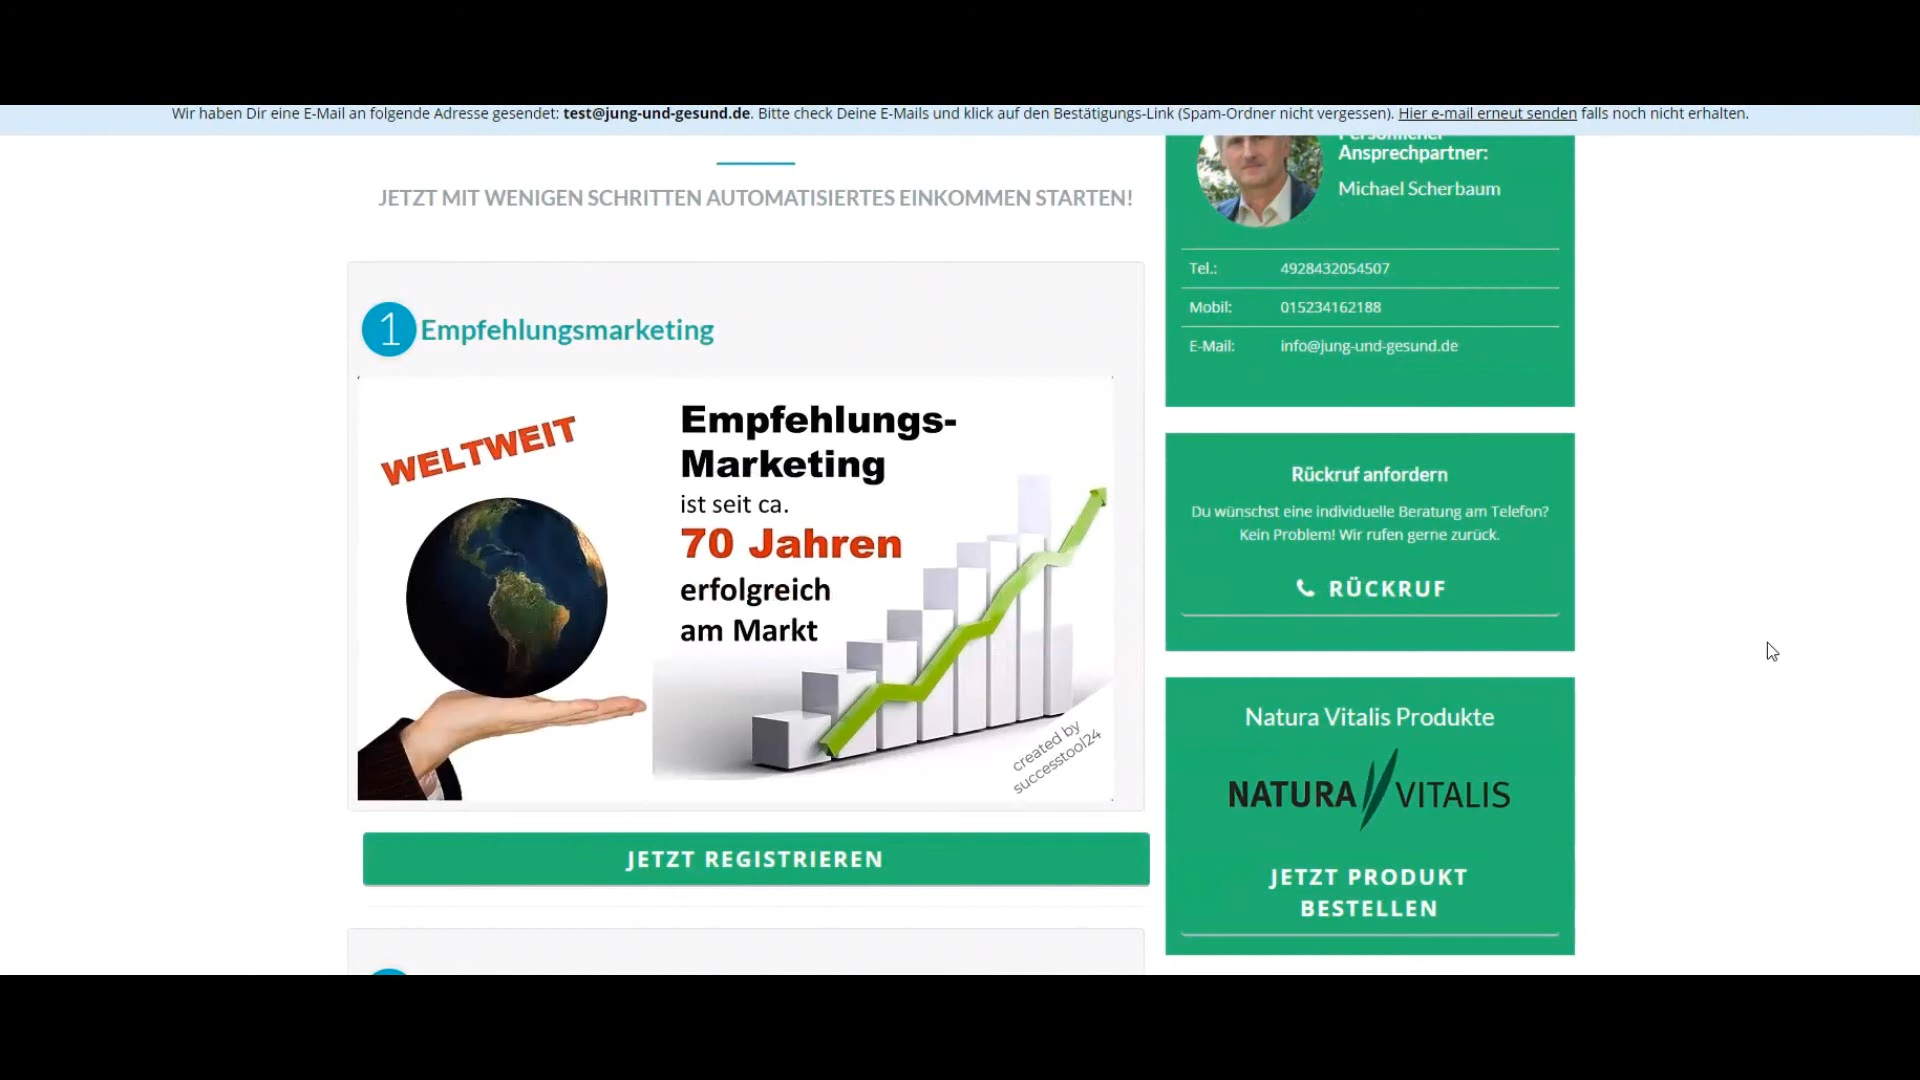 Wir haben Dir eine E-Mail an folgende Adresse gesendet: test@jung-und-gesund.de. Bitte check Deine E-Mails und klick auf den Bestätigungs-Link (Spam-Ordner nicht vergessen). Hier e-mail erneut senden falls noch nicht erhalten.
JETZT MIT WENIGEN SCHRITTEN AUTOMATISIERTES EINKOMMEN STARTEN!
1 Empfehlungsmarketing
WELTWEIT
Empfehlungs-
Marketing
ist seit ca.
70 Jahren
erfolgreich
am Markt
created by
successtool24
JETZT REGISTRIEREN
Persönlicher
Ansprechpartner:
Michael Scherbaum
Tel.: 4928432054507
Mobil: 015234162188
E-Mail: info@jung-und-gesund.de
Rückruf anfordern
Du wünschst eine individuelle Beratung am Telefon?
Kein Problem! Wir rufen gerne zurück.
RÜCKRUF
Natura Vitalis Produkte
NATURA VITALIS
JETZT PRODUKT
BESTELLEN